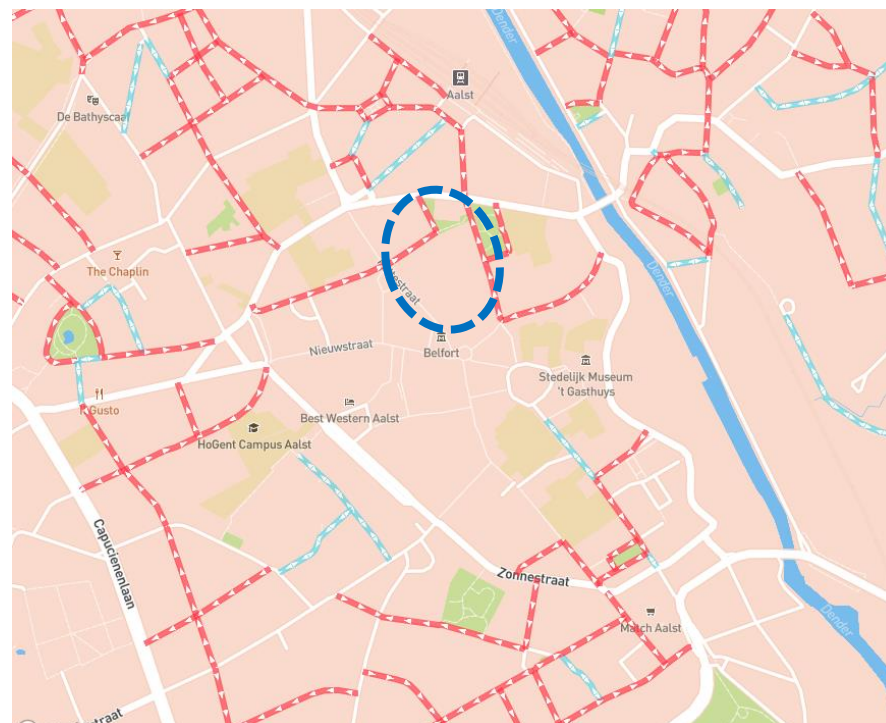 Dender
Aalst
De Bathyscaaf
The Chaplin
Dender
Nieuwstraat
Belfort
Stedelijk Museum
't Gasthuys
Gusto
Best Western Aalst
HoGent Campus Aalst
Capucienenlaan
Zonnestraat
Match Aalst
Dender